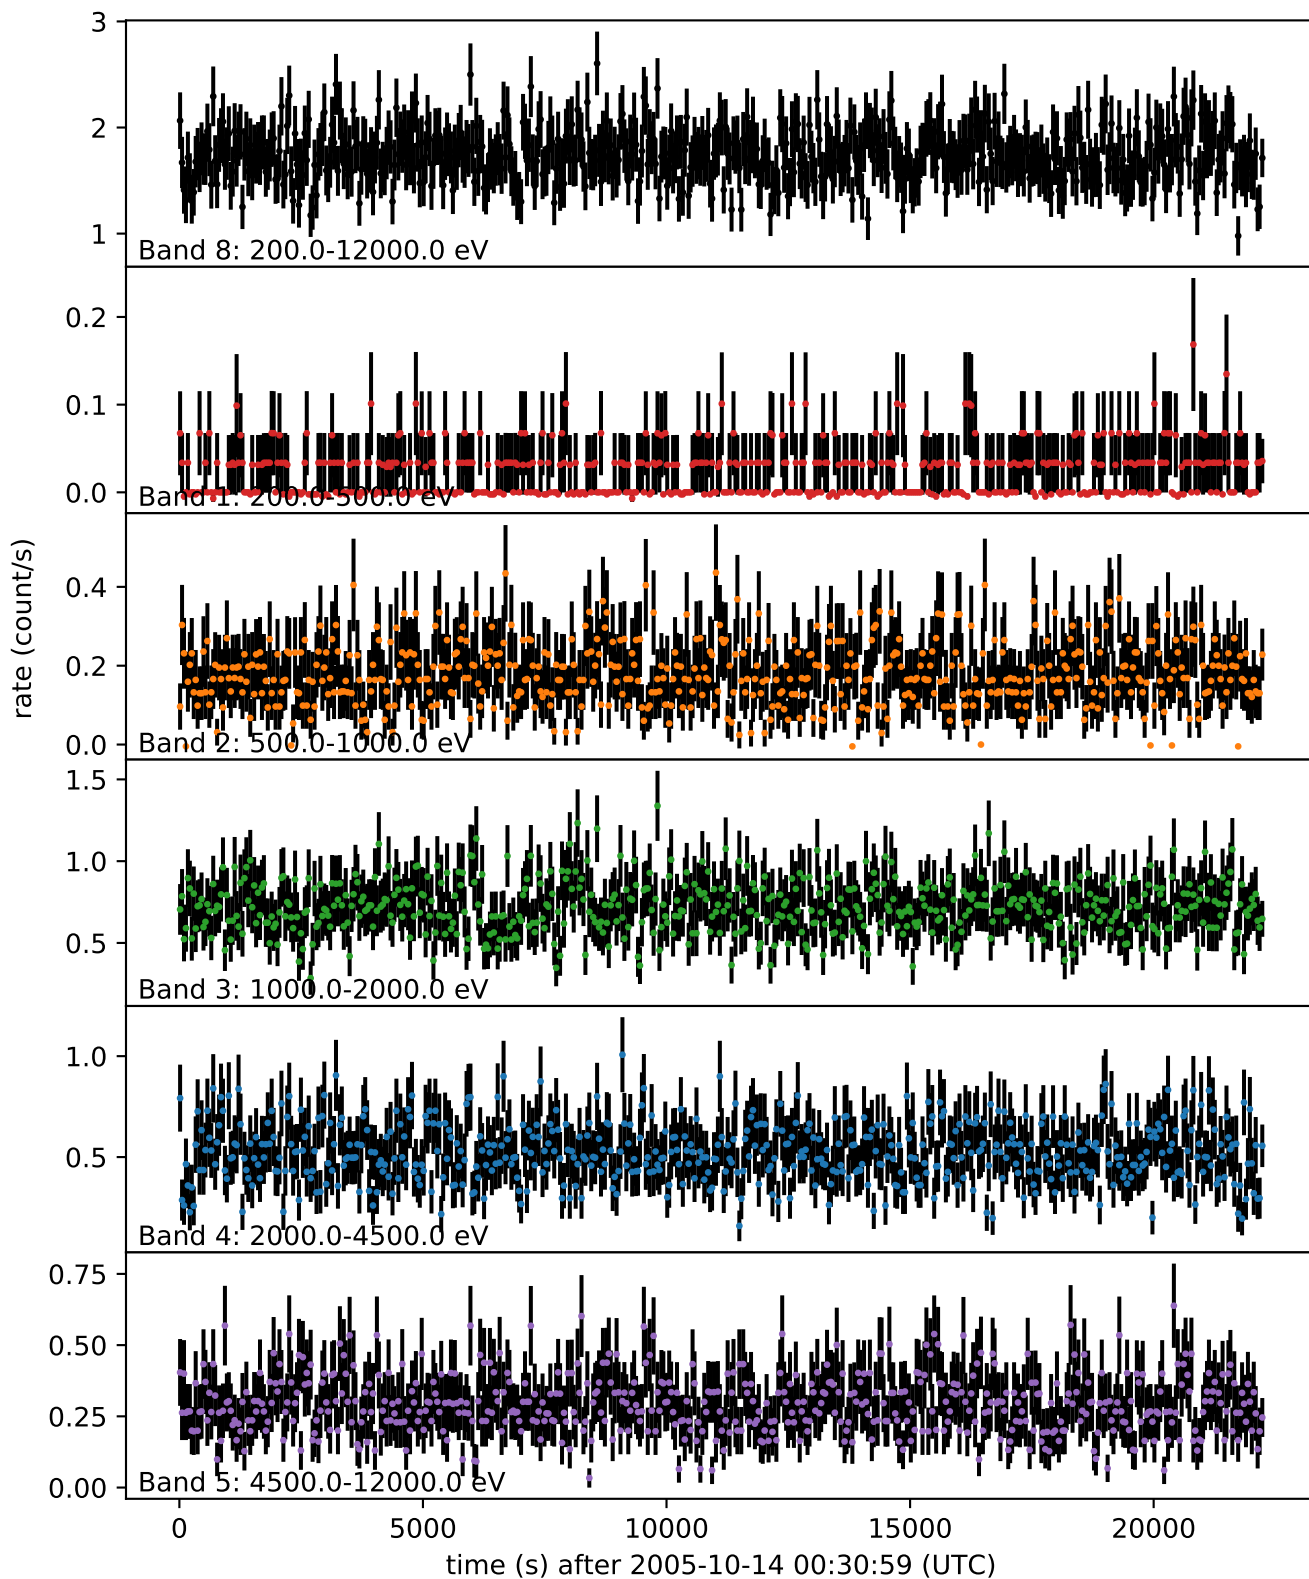 3
2
1
Band 8: 200.0-12000.0 eV
0.2
0.1
0.0
Band 1: 200.0-500.0 eV
0.4
0.2
0.0
Band 2: 500.0-1000.0 eV
rate (count/s)
1.5
1.0
0.5
Band 3: 1000.0-2000.0 eV
1.0
0.5
Band 4: 2000.0-4500.0 eV
0.75
0.50
0.25
0.00
Band 5: 4500.0-12000.0 eV
0 5000 10000 15000 20000
time (s) after 2005-10-14 00:30:59 (UTC)